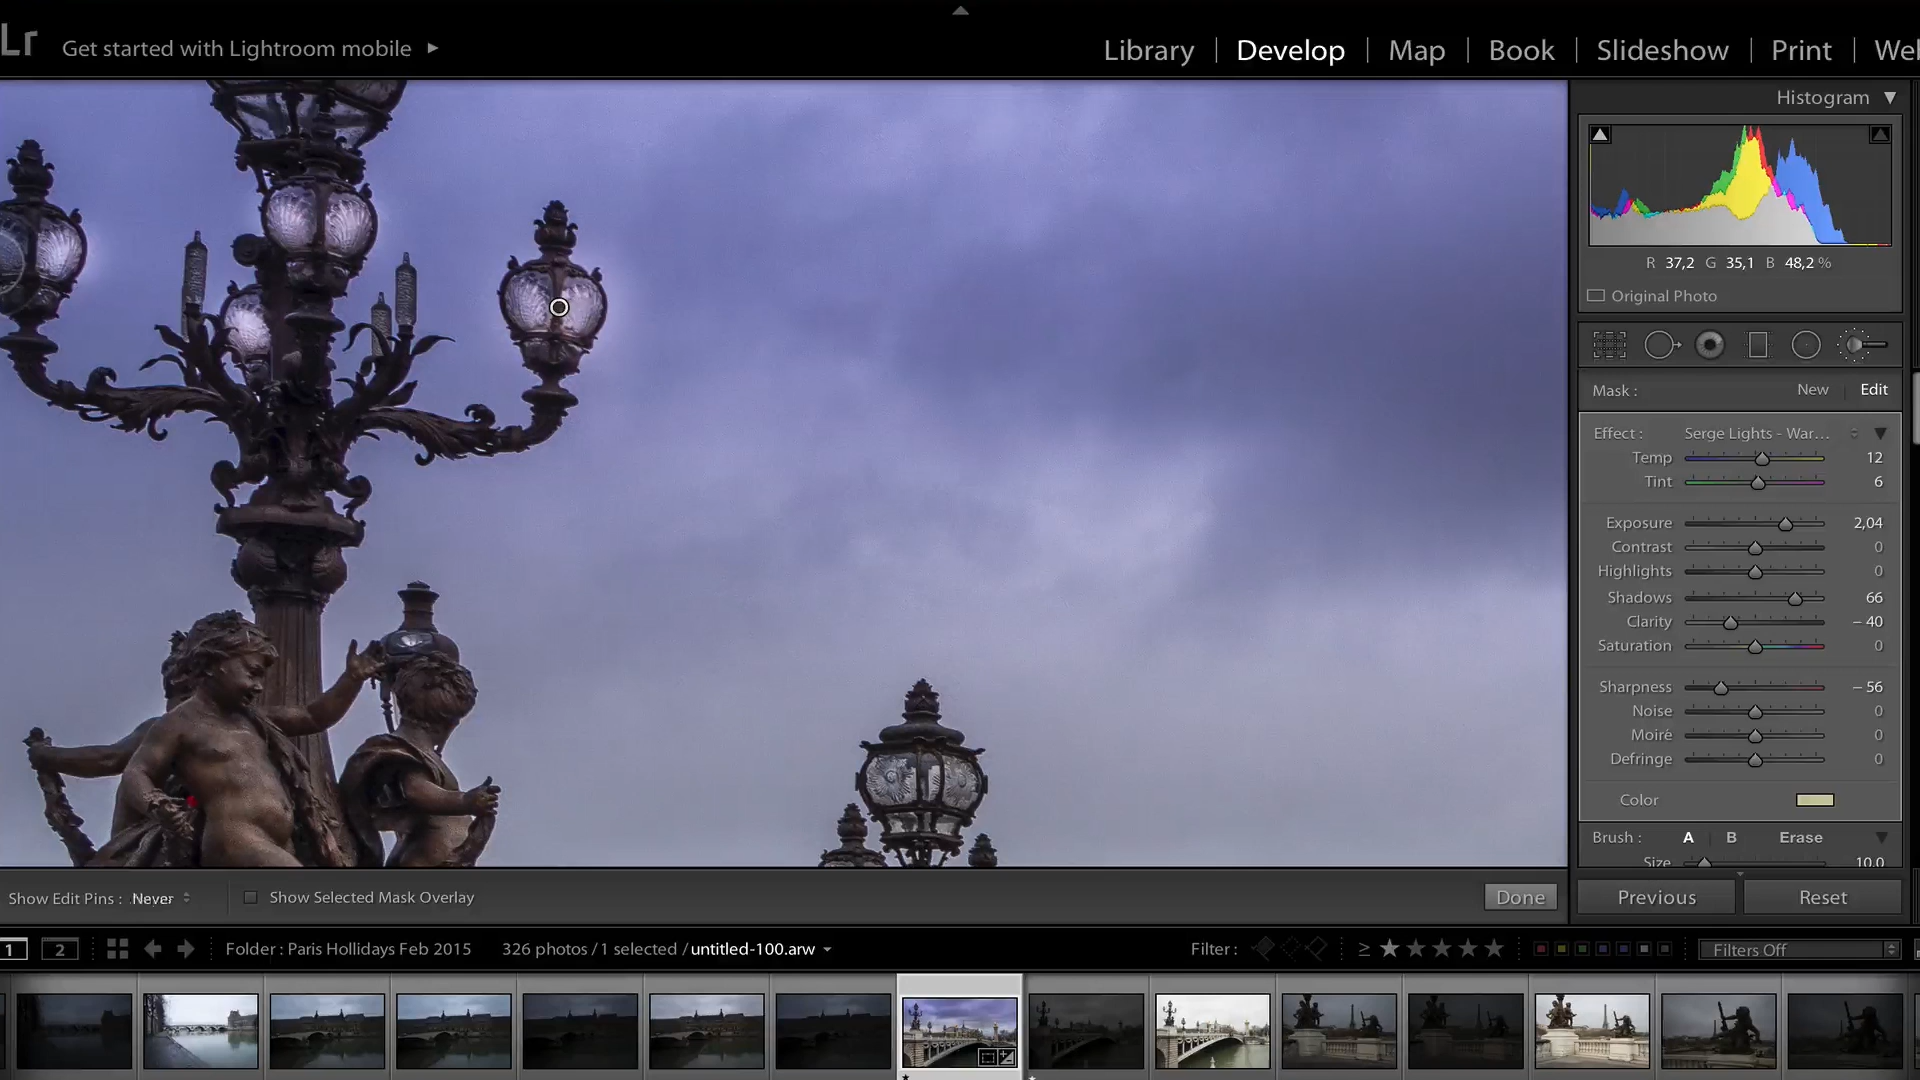 Lr Get started with Lightroom mobile ▶
Library | Develop | Map | Book | Slideshow | Print | Wel
Histogram ▼
R 37,2 G 35,1 B 48,2 %
Original Photo
Mask : New | Edit
Effect : Serge Lights - War...
Temp 12
Tint 6
Exposure 2,04
Contrast 0
Highlights 0
Shadows 66
Clarity – 40
Saturation 0
Sharpness – 56
Noise 0
Moiré 0
Defringe 0
Color
Brush : A | B Erase
Size 10,0
Show Edit Pins : Never Show Selected Mask Overlay Done
Previous Reset
1 2 Folder : Paris Hollidays Feb 2015 326 photos / 1 selected / untitled-100.arw Filter : ≥ Filters Off